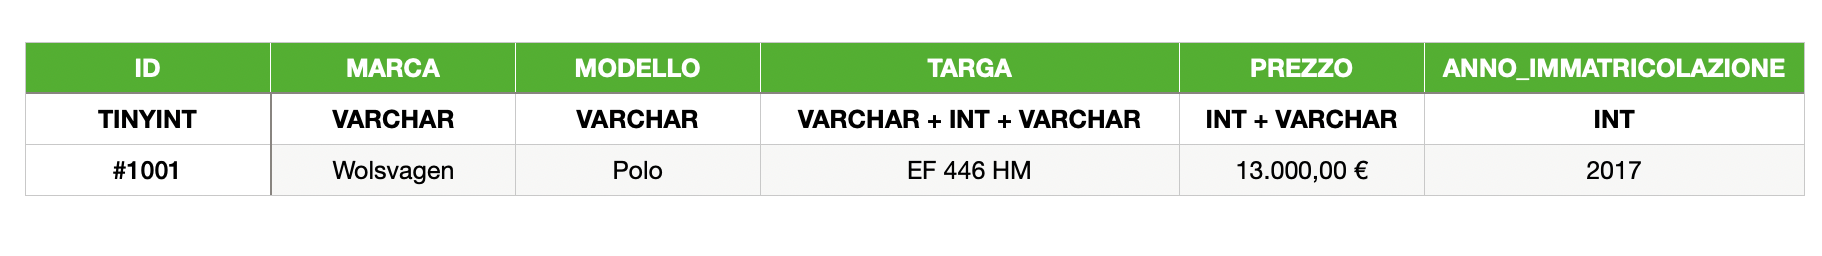 ID MARCA MODELLO TARGA PREZZO ANNO_IMMATRICOLAZIONE
TINYINT VARCHAR VARCHAR VARCHAR + INT + VARCHAR INT + VARCHAR INT
#1001 Wolsvagen Polo EF 446 HM 13.000,00 € 2017